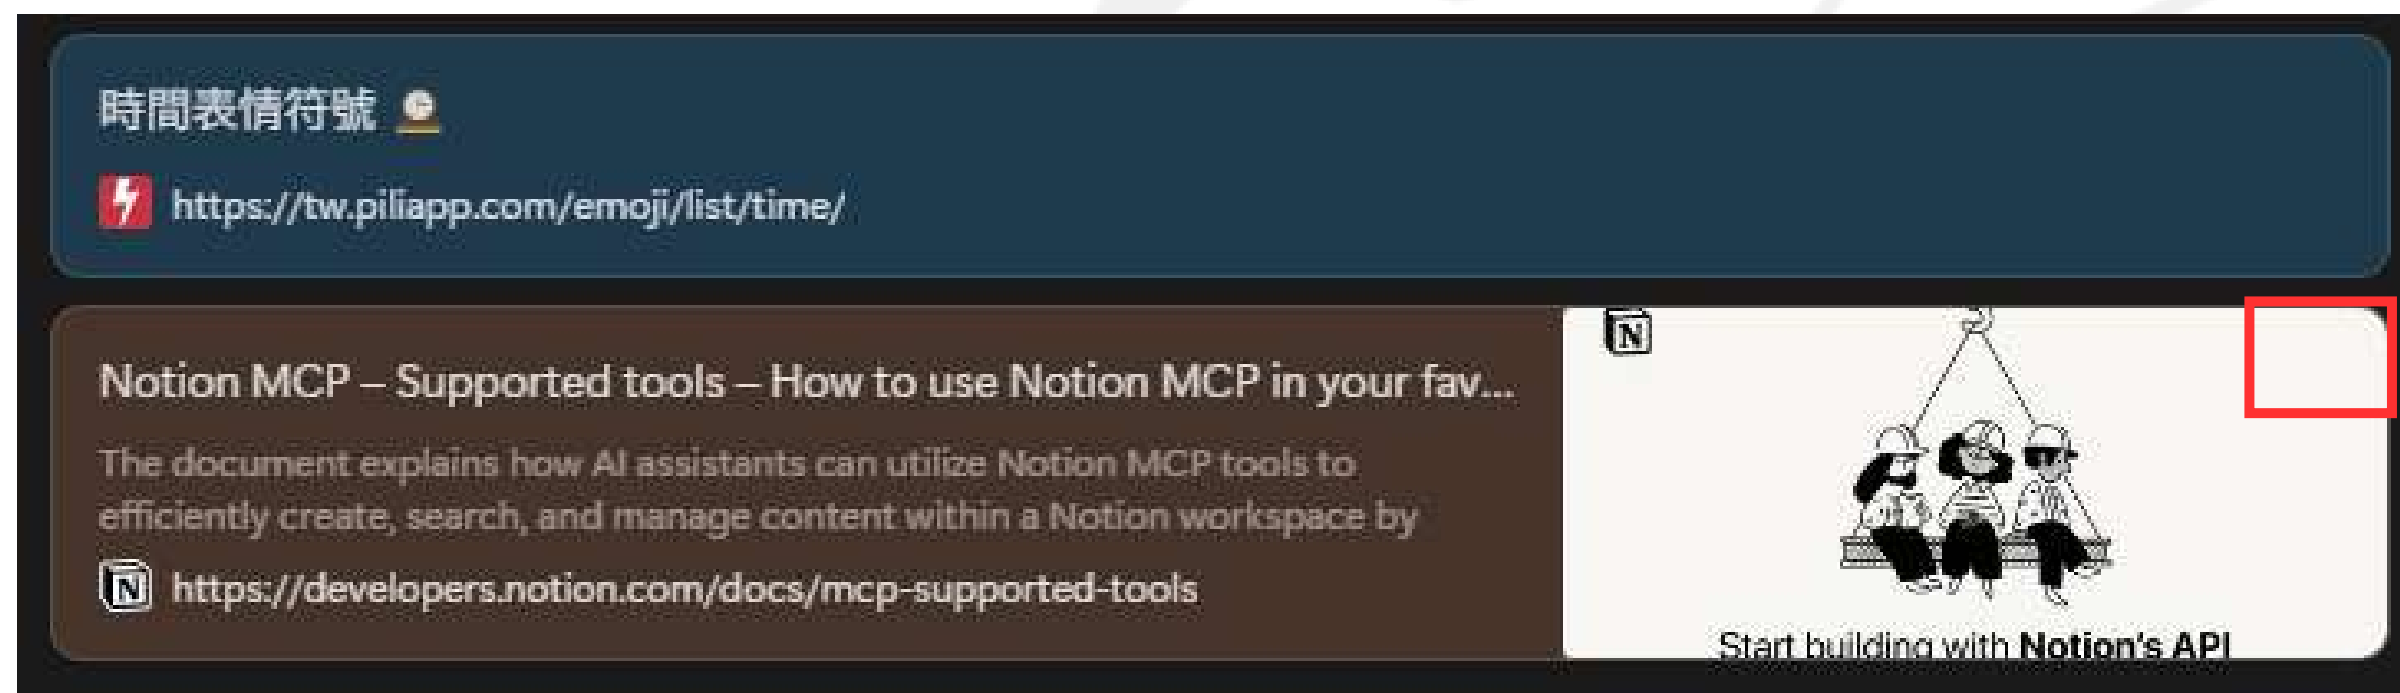 時間表情符號
https://tw.piliapp.com/emoji/list/time/
Notion MCP – Supported tools – How to use Notion MCP in your fav...
The document explains how AI assistants can utilize Notion MCP tools to
efficiently create, search, and manage content within a Notion workspace by
N https://developers.notion.com/docs/mcp-supported-tools
N
Start building with Notion's API